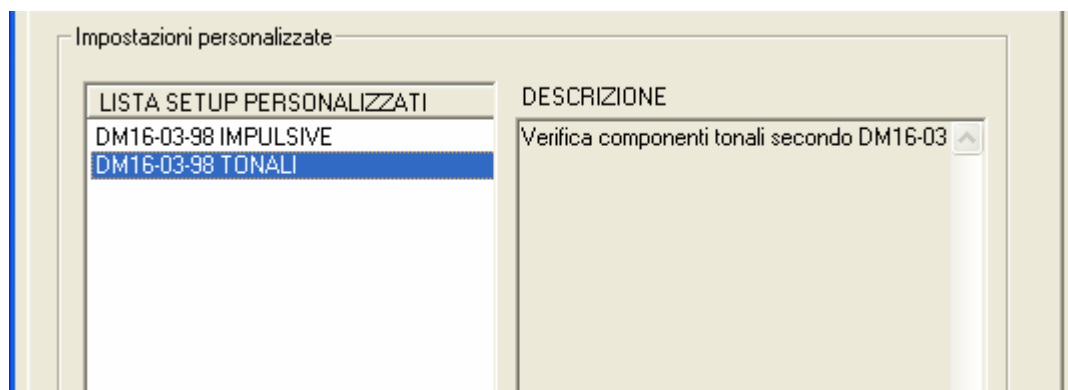 Impostazioni personalizzate
LISTA SETUP PERSONALIZZATI
DM16-03-98 IMPULSIVE
DM16-03-98 TONALI
DESCRIZIONE
Verifica componenti tonali secondo DM16-03